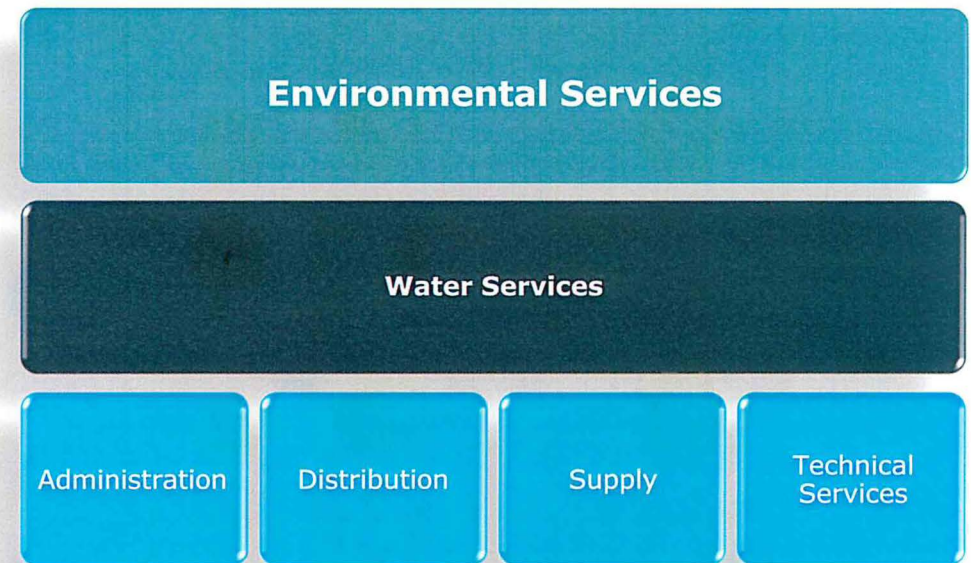 Environmental Services
Water Services
Administration
Distribution
Supply
Technical
Services